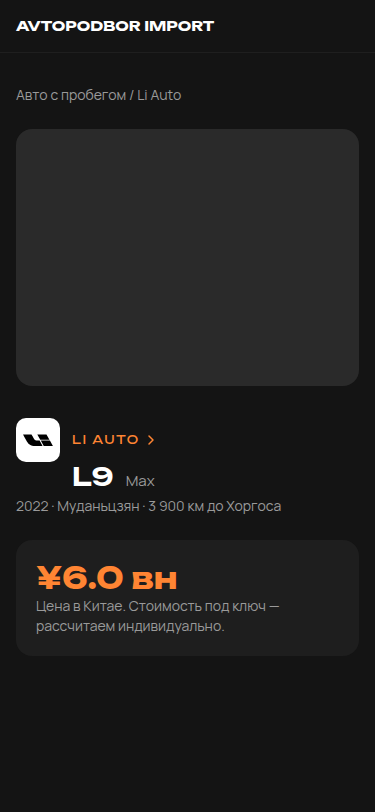 AVTOPODBOR IMPORT
Авто с пробегом / Li Auto
LI AUTO
L9 Max
2022 · Муданьцзян · 3 900 км до Хоргоса
¥6.0 вн
Цена в Китае. Стоимость под ключ —
рассчитаем индивидуально.